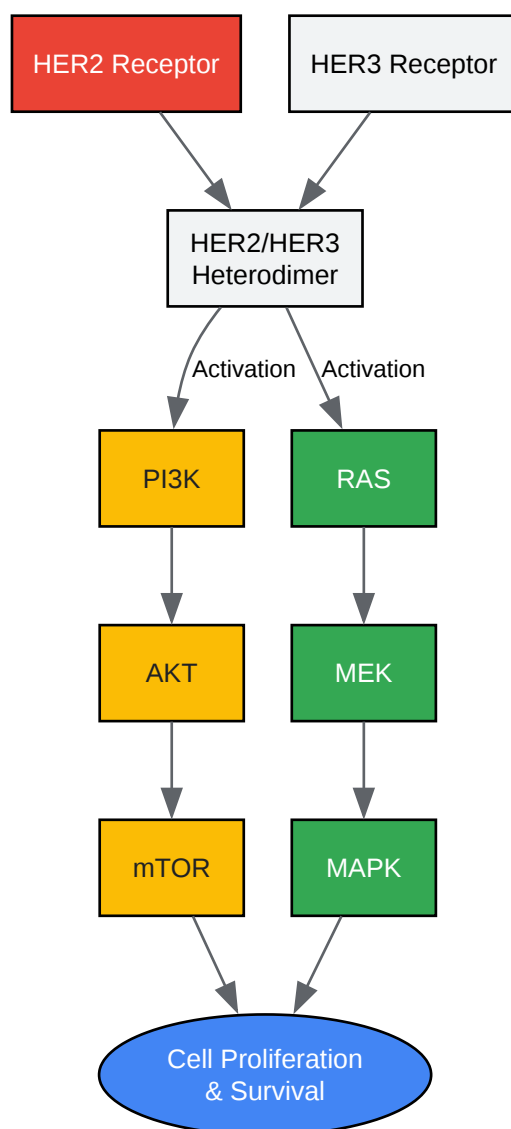 HER2 Receptor
HER3 Receptor
HER2/HER3
Heterodimer
Activation
Activation
PI3K
RAS
AKT
MEK
mTOR
MAPK
Cell Proliferation
& Survival